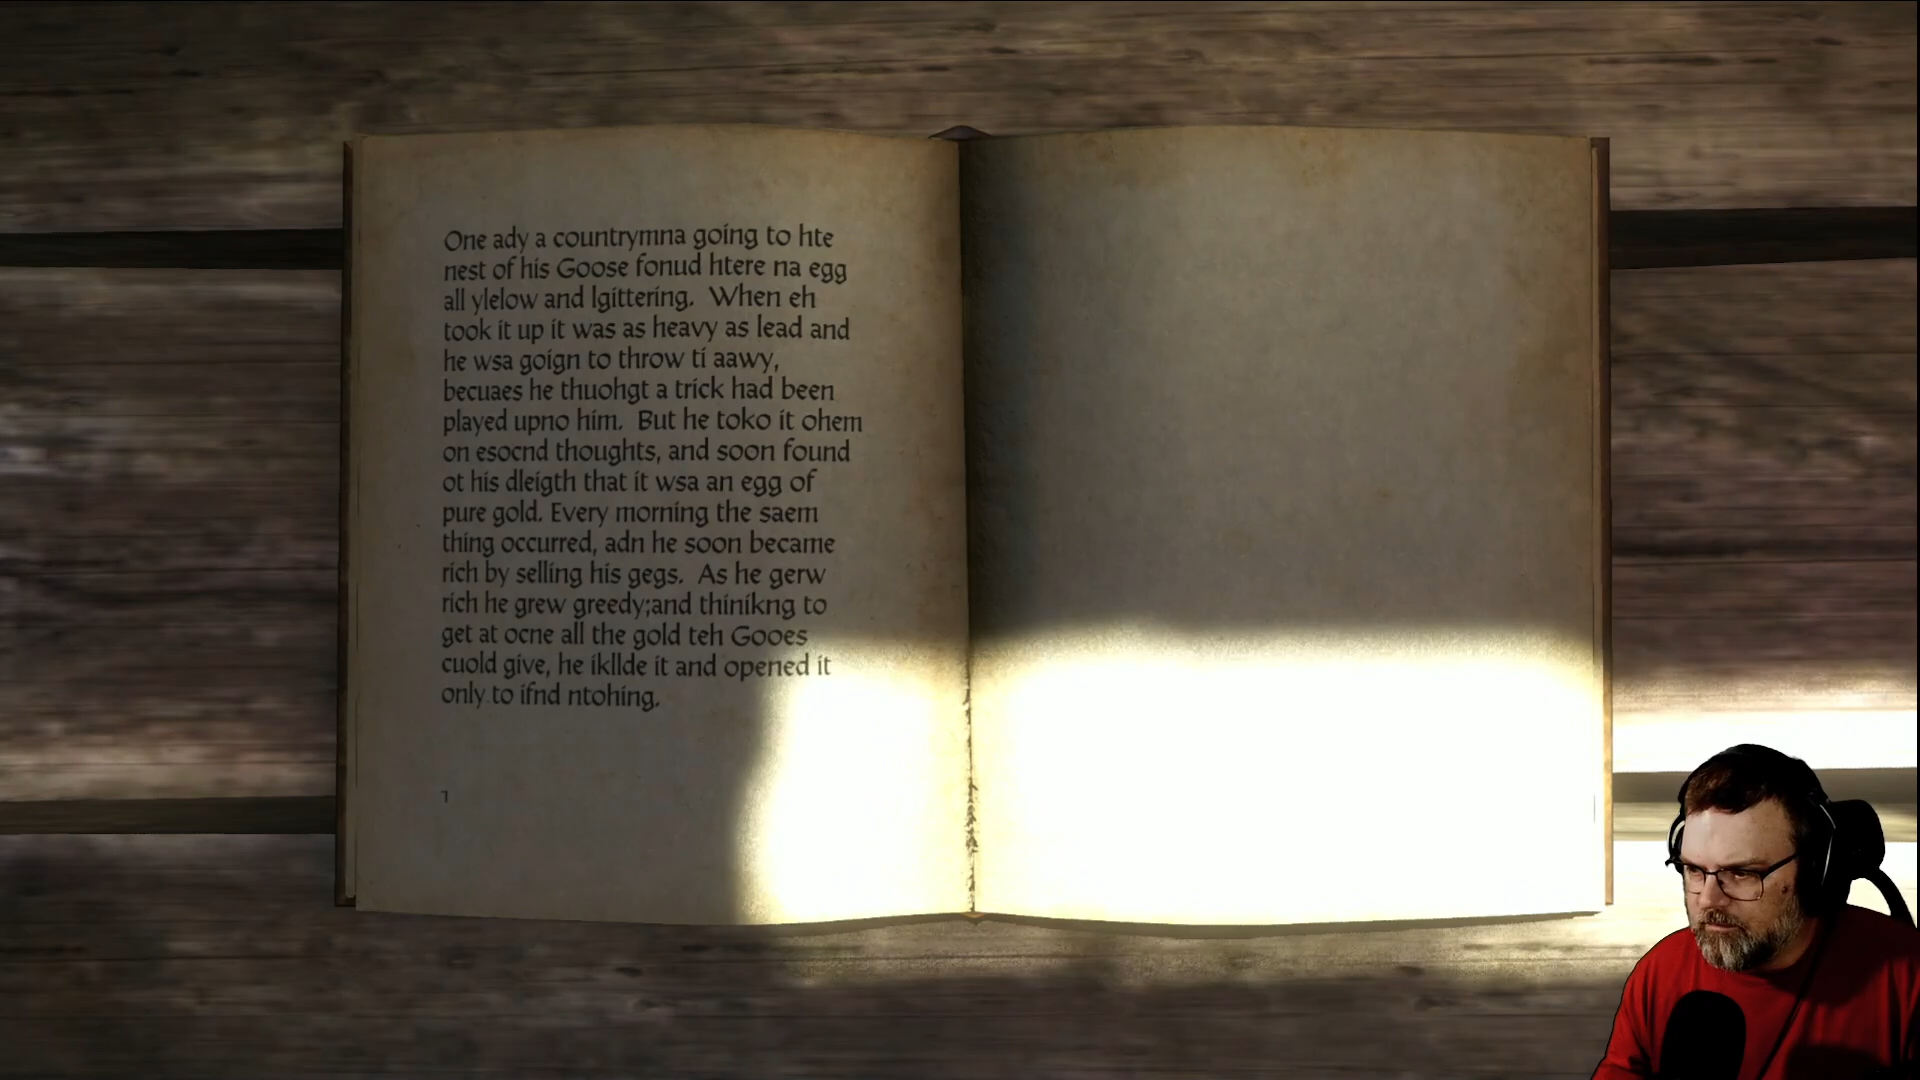 One ady a countrymna going to hte
nest of his Goose fonud htere na egg
all ylelow and lgittering. When eh
took it up it was as heavy as lead and
he wsa goign to throw ti aawy,
becuaes he thuohgt a trick had been
played upno him. But he toko it ohem
on esocnd thoughts, and soon found
ot his dleigth that it wsa an egg of
pure gold. Every morning the saem
thing occurred, adn he soon became
rich by selling his gegs. As he gerw
rich he grew greedy;and thinikng to
get at ocne all the gold teh Gooes
cuold give, he ikllde it and opened it
only to ifnd ntohing.